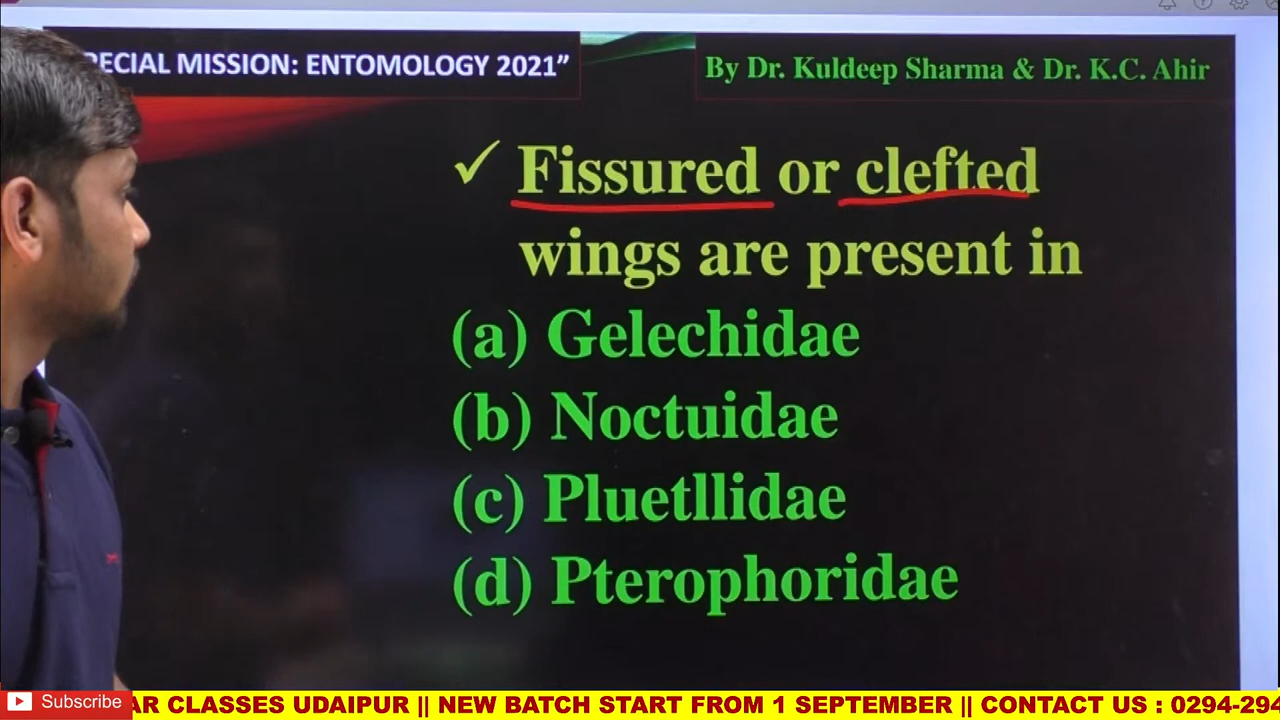 PECIAL MISSION: ENTOMOLOGY 2021”
By Dr. Kuldeep Sharma & Dr. K.C. Ahir
✓ Fissured or clefted
wings are present in
(a) Gelechidae
(b) Noctuidae
(c) Pluetllidae
(d) Pterophoridae
Subscribe
AR CLASSES UDAIPUR || NEW BATCH START FROM 1 SEPTEMBER || CONTACT US : 0294-294